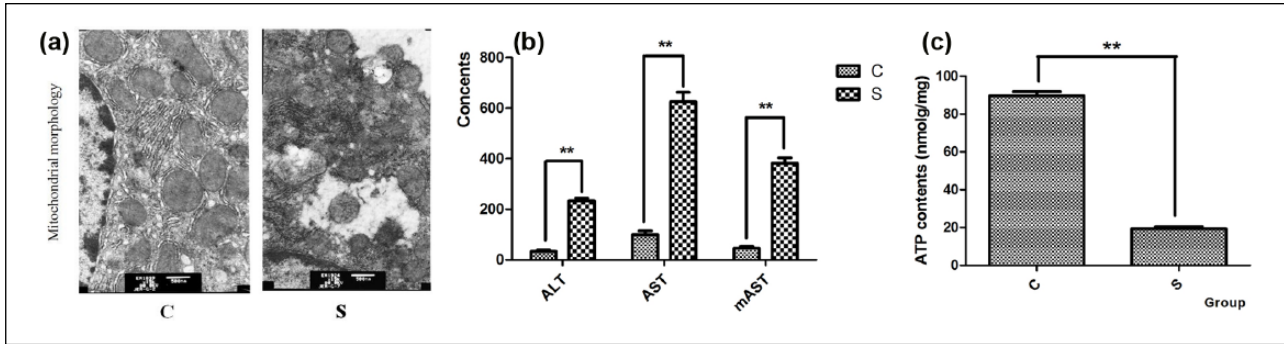 (a)
Mitochondrial morphology
C
S
(b)
Concents
800
600
400
200
0
**
**
**
C
S
ALT
AST
mAST
(c)
ATP contents (nmolg/mg)
100
80
60
40
20
0
**
C
S
Group